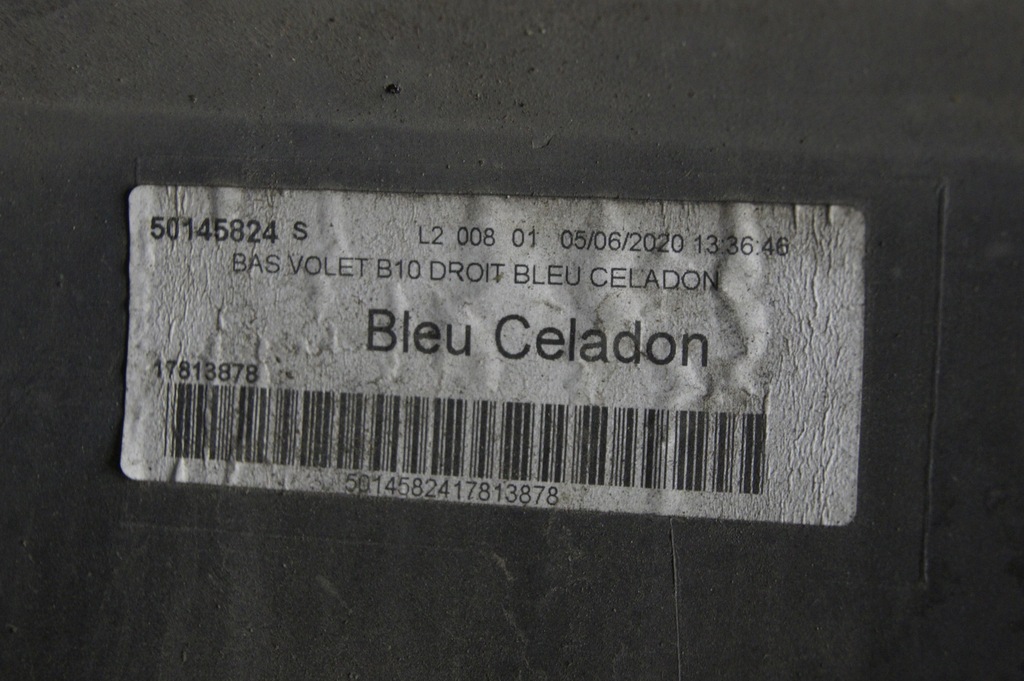 50145824 S L2 008 01 05/06/2020 13:36:46
BAS VOLET B10 DROIT BLEU CELADON
Bleu Celadon
17813878
5014582417813878